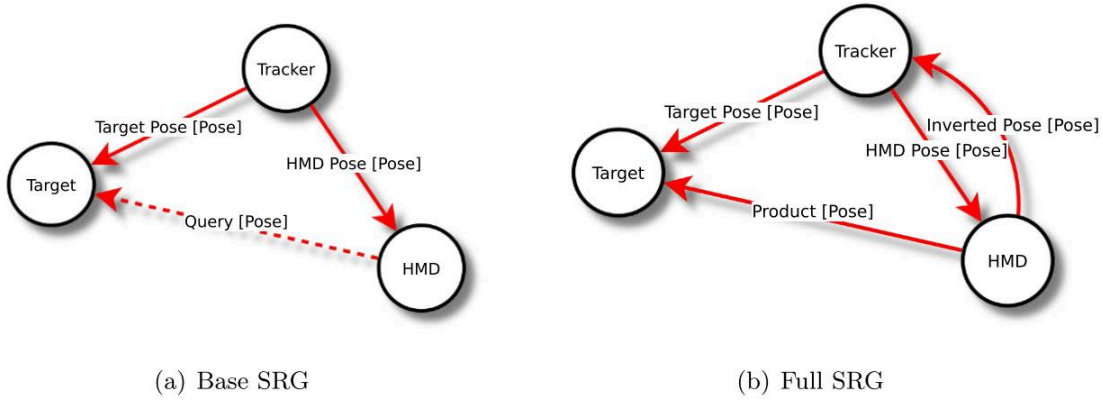 Tracker
Target Pose [Pose]
HMD Pose [Pose]
Target
Query [Pose]
HMD
(a) Base SRG
Tracker
Target Pose [Pose]
Inverted Pose [Pose]
HMD Pose [Pose]
Target
Product [Pose]
HMD
(b) Full SRG